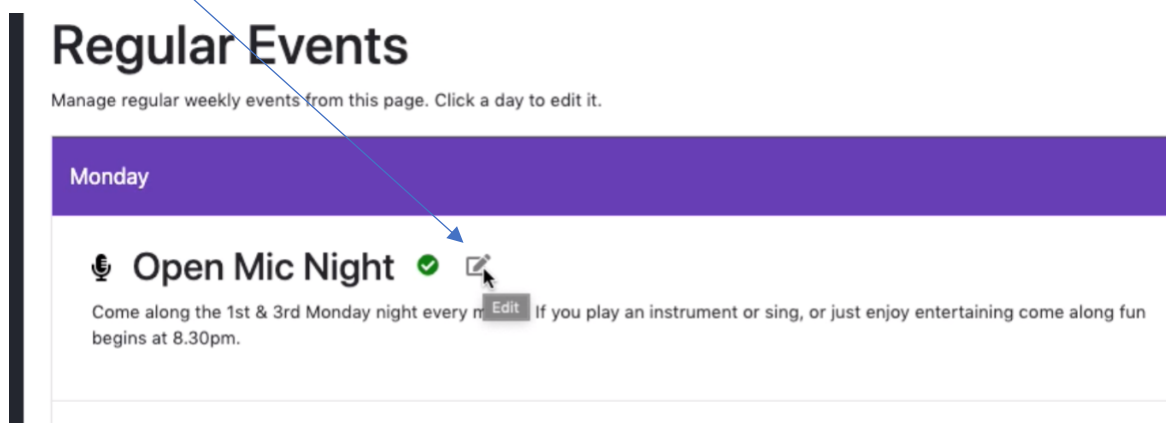 Regular Events
Manage regular weekly events from this page. Click a day to edit it.
Monday
Open Mic Night
Come along the 1st & 3rd Monday night every If you play an instrument or sing, or just enjoy entertaining come along fun
Edit
begins at 8.30pm.